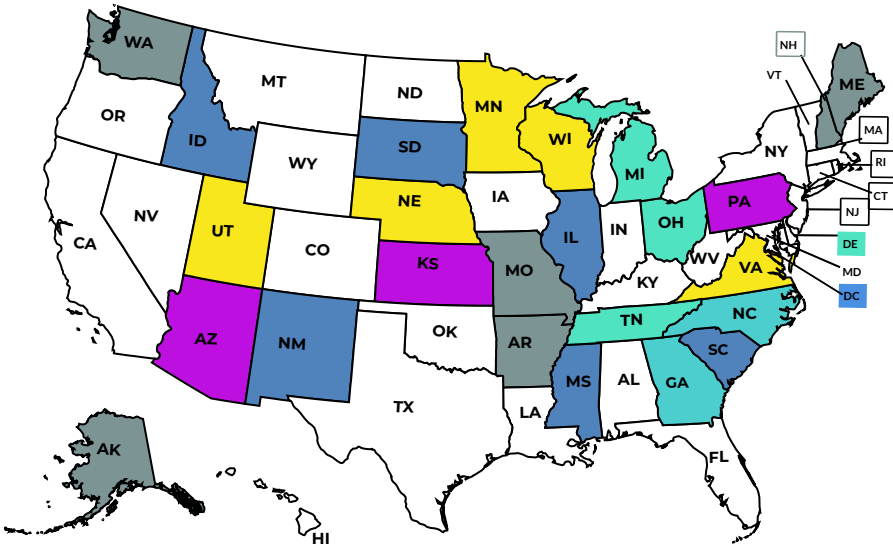 WA
NH
VT
ME
MT
ND
MN
OR
MA
ID
SD
WI
NY
RI
WY
MI
CT
IA
NE
PA
NJ
NV
UT
OH
IN
IL
CA
CO
DE
WV
KS
MO
VA
MD
KY
DC
NC
TN
OK
AZ
NM
AR
SC
MS
AL
GA
TX
LA
AK
FL
HI